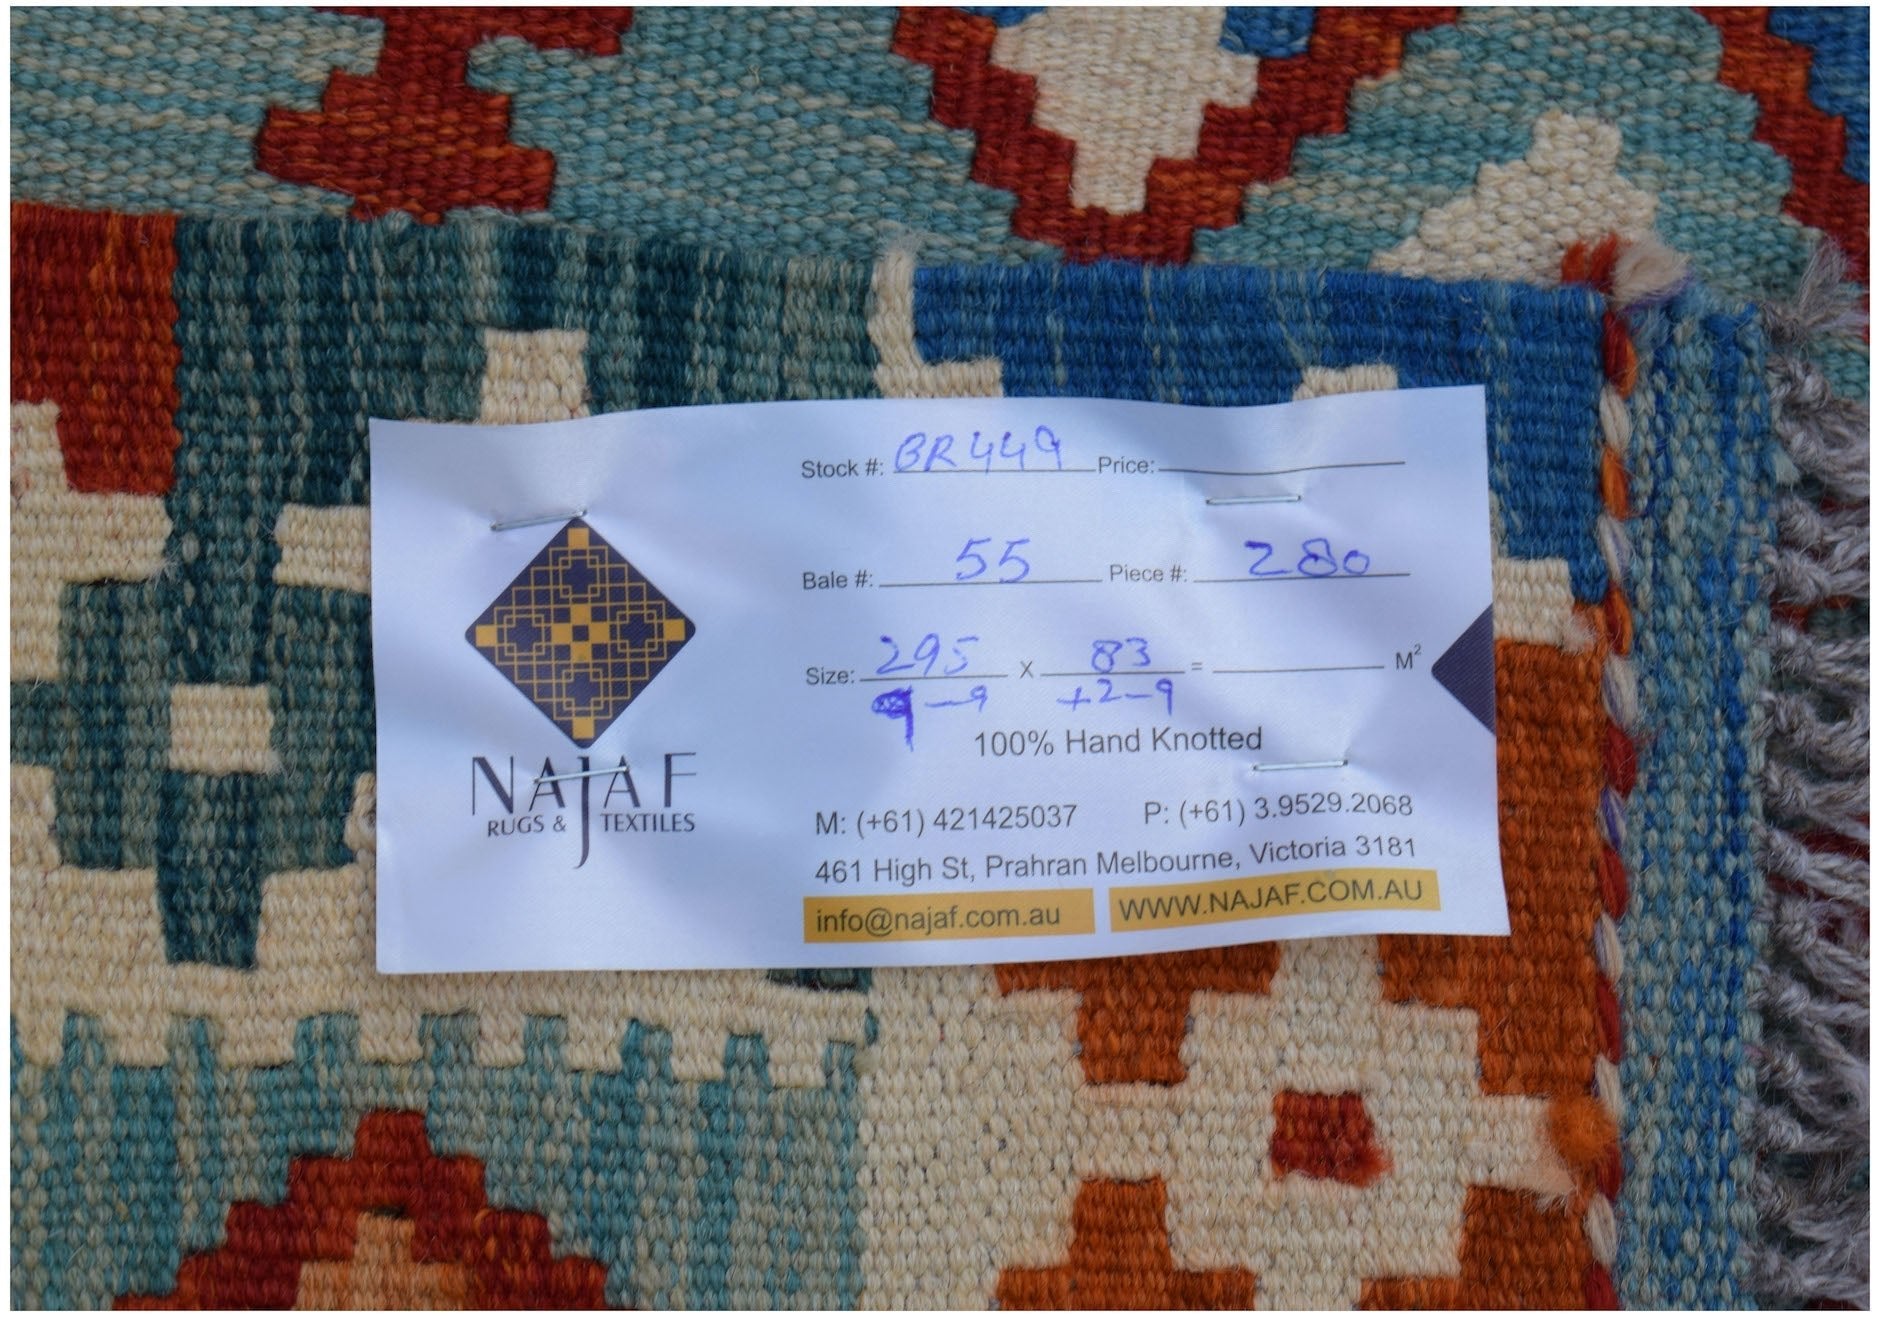 Stock #: BR449 Price:
Bale #: 55 Piece #: 280
Size: 295 X 83 = M²
9-9 +2-9
100% Hand Knotted
NAJAF
RUGS & TEXTILES
M: (+61) 421425037 P: (+61) 3.9529.2068
461 High St, Prahran Melbourne, Victoria 3181
info@najaf.com.au WWW.NAJAF.COM.AU